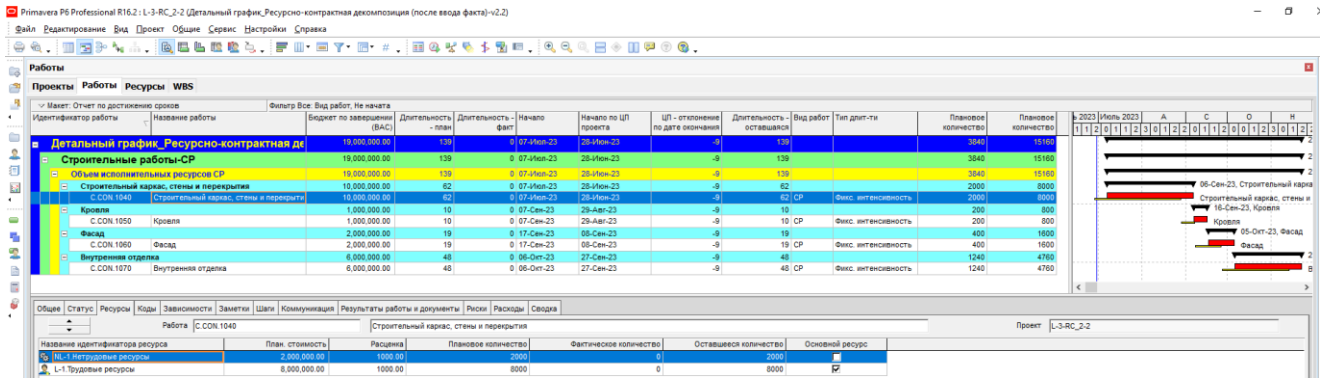 Primavera P6 Professional R16.2 : L-3-RC_2-2 (Детальный график_Ресурсно-контрактная декомпозиция (после ввода факта)-v2.2)
Файл Редактирование Вид Проект Общие Сервис Настройки Справка
Работы
Проекты Работы Ресурсы WBS
Макет: Отчет по достижению сроков Фильтр Все: Вид работ, Не начата
Идентификатор работы Название работы Бюджет по завершении (BAC) Длительность - план Длительность - факт Начало Начало по ЦП проекта ЦП - отклонение по дате окончания Длительность - оставшаяся Вид работ Тип длит-ти Плановое количество Плановое количество
Июль 2023 А С О Н
Детальный график_Ресурсно-контрактная де 19,000,000.00 139 0 07-Июл-23 28-Июн-23 -9 139 3840 15160
Строительные работы-СР 19,000,000.00 139 0 07-Июл-23 28-Июн-23 -9 139 3840 15160
Объем исполнительных ресурсов СР 19,000,000.00 139 0 07-Июл-23 28-Июн-23 -9 139 3840 15160
Строительный каркас, стены и перекрытия 10,000,000.00 62 0 07-Июл-23 28-Июн-23 -9 62 2000 8000 06-Сен-23, Строительный карка
C.CON.1040 Строительный каркас, стены и перекрыти 10,000,000.00 62 0 07-Июл-23 28-Июн-23 -9 62 СР Фикс. интенсивность 2000 8000 Строительный каркас, стены и
Кровля 1,000,000.00 10 0 07-Сен-23 29-Авг-23 -9 10 200 800 16-Сен-23, Кровля
C.CON.1050 Кровля 1,000,000.00 10 0 07-Сен-23 29-Авг-23 -9 10 СР Фикс. интенсивность 200 800 Кровля
Фасад 2,000,000.00 19 0 17-Сен-23 08-Сен-23 -9 19 400 1600 05-Окт-23, Фасад
C.CON.1060 Фасад 2,000,000.00 19 0 17-Сен-23 08-Сен-23 -9 19 СР Фикс. интенсивность 400 1600 Фасад
Внутренняя отделка 6,000,000.00 48 0 06-Окт-23 27-Сен-23 -9 48 1240 4760
C.CON.1070 Внутренняя отделка 6,000,000.00 48 0 06-Окт-23 27-Сен-23 -9 48 СР Фикс. интенсивность 1240 4760
Общее Статус Ресурсы Коды Зависимости Заметки Шаги Коммуникация Результаты работы и документы Риски Расходы Сводка
Работа C.CON.1040 Строительный каркас, стены и перекрытия Проект L-3-RC_2-2
Название идентификатора ресурса План. стоимость Расценка Плановое количество Фактическое количество Оставшееся количество Основной ресурс
NL-1.Нетрудовые ресурсы 2,000,000.00 1000.00 2000 0 2000
L-1.Трудовые ресурсы 8,000,000.00 1000.00 8000 0 8000